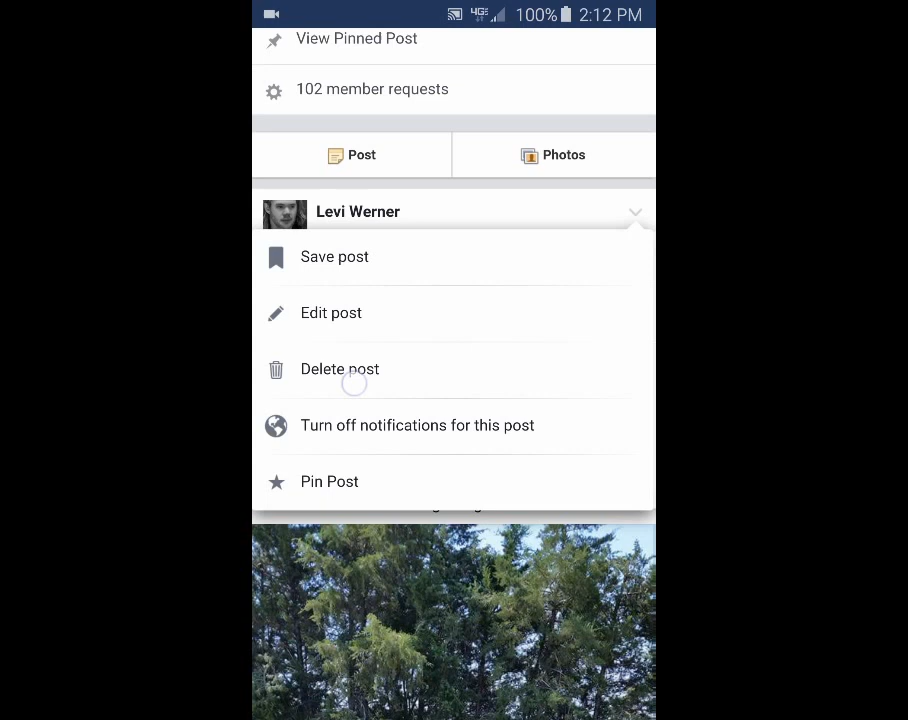 4G 100% 2:12 PM
View Pinned Post
102 member requests
Post Photos
Levi Werner
Save post
Edit post
Delete post
Turn off notifications for this post
Pin Post